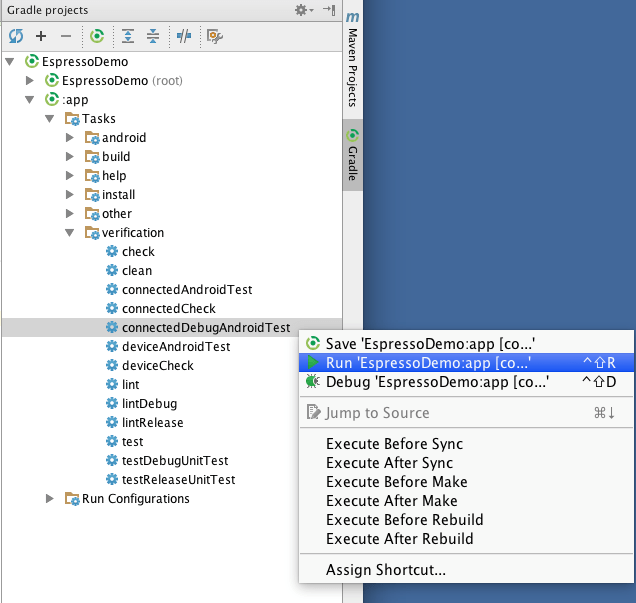 Gradle projects
EspressoDemo
EspressoDemo (root)
:app
Tasks
android
build
help
install
other
verification
check
clean
connectedAndroidTest
connectedCheck
connectedDebugAndroidTest
deviceAndroidTest
deviceCheck
lint
lintDebug
lintRelease
test
testDebugUnitTest
testReleaseUnitTest
Run Configurations
m
Maven Projects
Gradle
Save 'EspressoDemo:app [co...'
Run 'EspressoDemo:app [co...' ^⇧R
Debug 'EspressoDemo:app [co...' ^⇧D
Jump to Source ⌘↓
Execute Before Sync
Execute After Sync
Execute Before Make
Execute After Make
Execute Before Rebuild
Execute After Rebuild
Assign Shortcut...